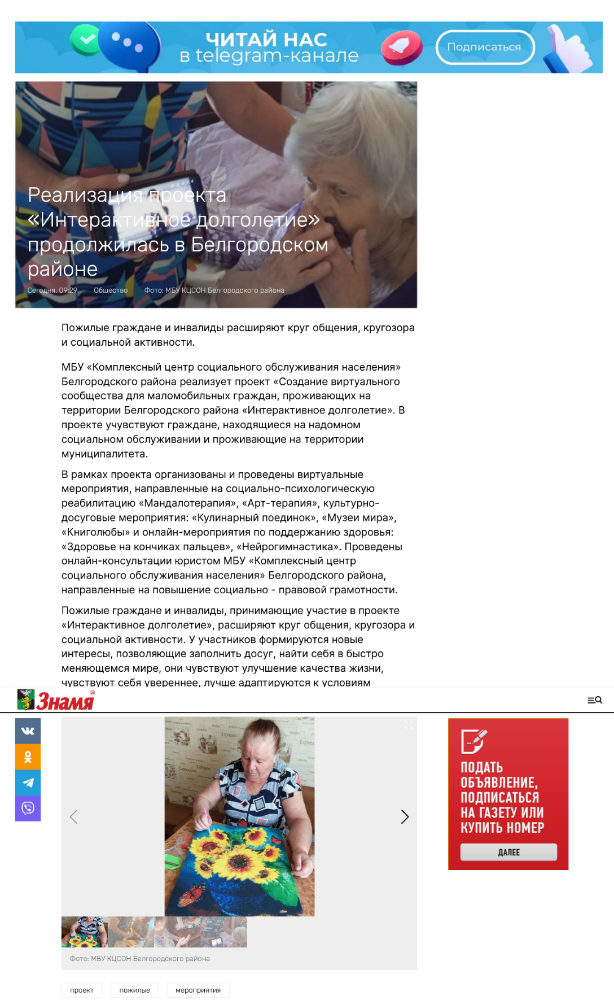 ЧИТАЙ НАС
в telegram-канале
Подписаться
Реализация проекта
«Интерактивное долголетие»
продолжилась в Белгородском
районе
Сегодня, 09:29 Общество Фото: МБУ КЦСОН Белгородского района
Пожилые граждане и инвалиды расширяют круг общения, кругозора
и социальной активности.
МБУ «Комплексный центр социального обслуживания населения»
Белгородского района реализует проект «Создание виртуального
сообщества для маломобильных граждан, проживающих на
территории Белгородского района «Интерактивное долголетие». В
проекте учувствуют граждане, находящиеся на надомном
социальном обслуживании и проживающие на территории
муниципалитета.
В рамках проекта организованы и проведены виртуальные
мероприятия, направленные на социально-психологическую
реабилитацию «Мандалотерапия», «Арт-терапия», культурно-
досуговые мероприятия: «Кулинарный поединок», «Музеи мира»,
«Книголюбы» и онлайн-мероприятия по поддержанию здоровья:
«Здоровье на кончиках пальцев», «Нейрогимнастика». Проведены
онлайн-консультации юристом МБУ «Комплексный центр
социального обслуживания населения» Белгородского района,
направленные на повышение социально - правовой грамотности.
Пожилые граждане и инвалиды, принимающие участие в проекте
«Интерактивное долголетие», расширяют круг общения, кругозора и
социальной активности. У участников формируются новые
интересы, позволяющие заполнить досуг, найти себя в быстро
меняющемся мире, они чувствуют улучшение качества жизни,
чувствуют себя увереннее, лучше адаптируются к условиям
Знамя
Espresso
Espresso
Cappuccino
ПОДАТЬ
ОБЪЯВЛЕНИЕ,
ПОДПИСАТЬСЯ
НА ГАЗЕТУ ИЛИ
КУПИТЬ НОМЕР
ДАЛЕЕ
Фото: МБУ КЦСОН Белгородского района
проект пожилые мероприятия